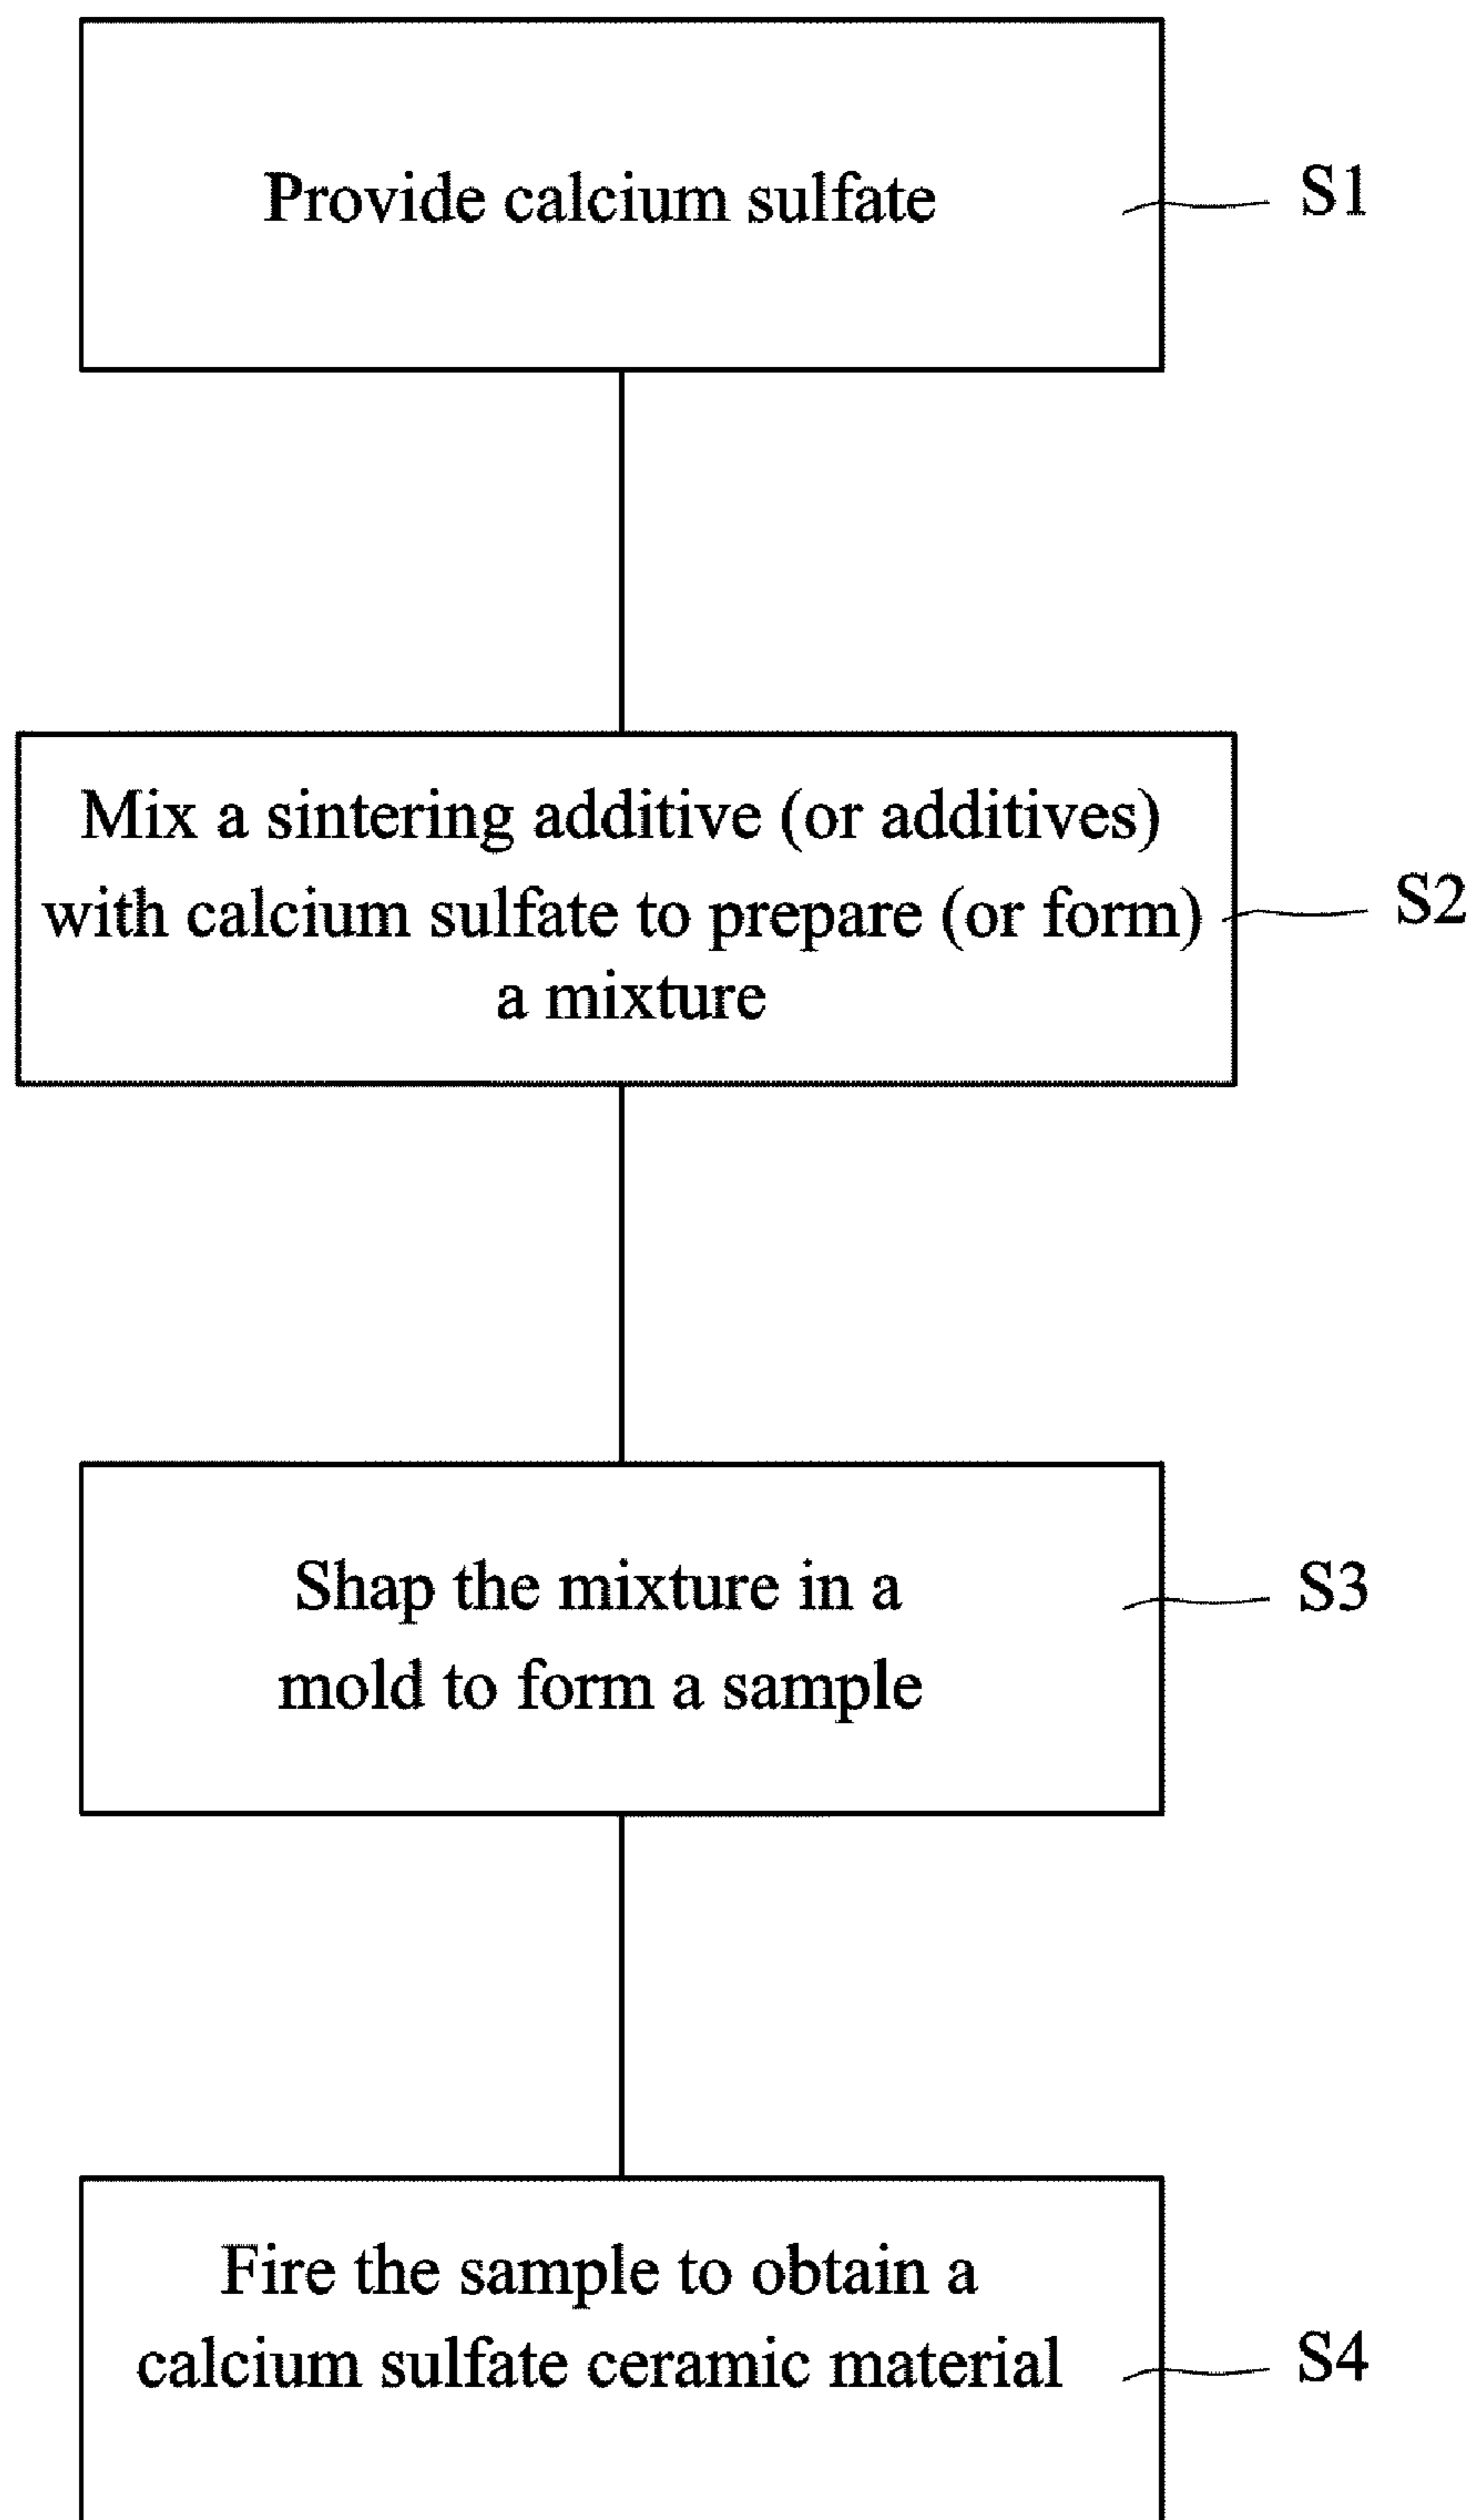 Provide calcium sulfate
S1
Mix a sintering additive (or additives)
with calcium sulfate to prepare (or form)
a mixture
S2
Shap the mixture in a
mold to form a sample
S3
Fire the sample to obtain a
calcium sulfate ceramic material
S4